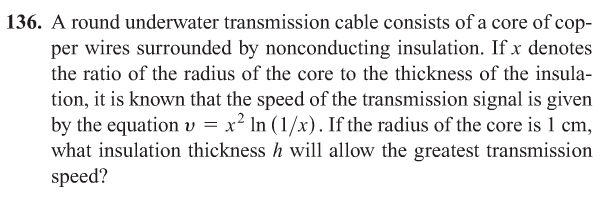 136. A round underwater transmission cable consists of a core of cop-
per wires surrounded by nonconducting insulation. If x denotes
the ratio of the radius of the core to the thickness of the insula-
tion, it is known that the speed of the transmission signal is given
by the equation v = x² ln (1/x). If the radius of the core is 1 cm,
what insulation thickness h will allow the greatest transmission
speed?